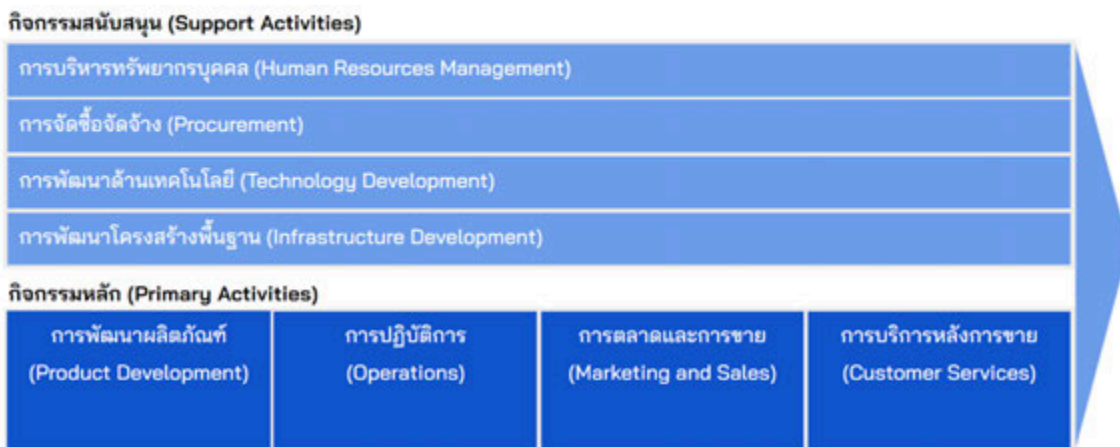 กิจกรรมสนับสนุน (Support Activities)
การบริหารทรัพยากรบุคคล (Human Resources Management)
การจัดซื้อจัดจ้าง (Procurement)
การพัฒนาด้านเทคโนโลยี (Technology Development)
การพัฒนาโครงสร้างพื้นฐาน (Infrastructure Development)
กิจกรรมหลัก (Primary Activities)
การพัฒนาผลิตภัณฑ์
(Product Development)
การปฏิบัติการ
(Operations)
การตลาดและการขาย
(Marketing and Sales)
การบริการหลังการขาย
(Customer Services)